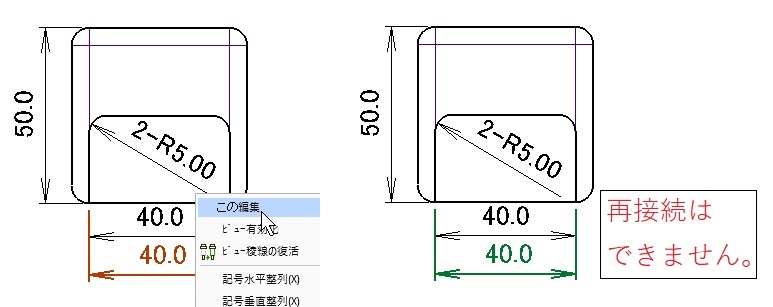 50.0
2-R5.00
40.0
40.0
この編集
ﾋﾞｭｰ有効化
ﾋﾞｭｰ稜線の復活
記号水平整列(X)
記号垂直整列(X)
50.0
2-R5.00
40.0
40.0
再接続は
できません。